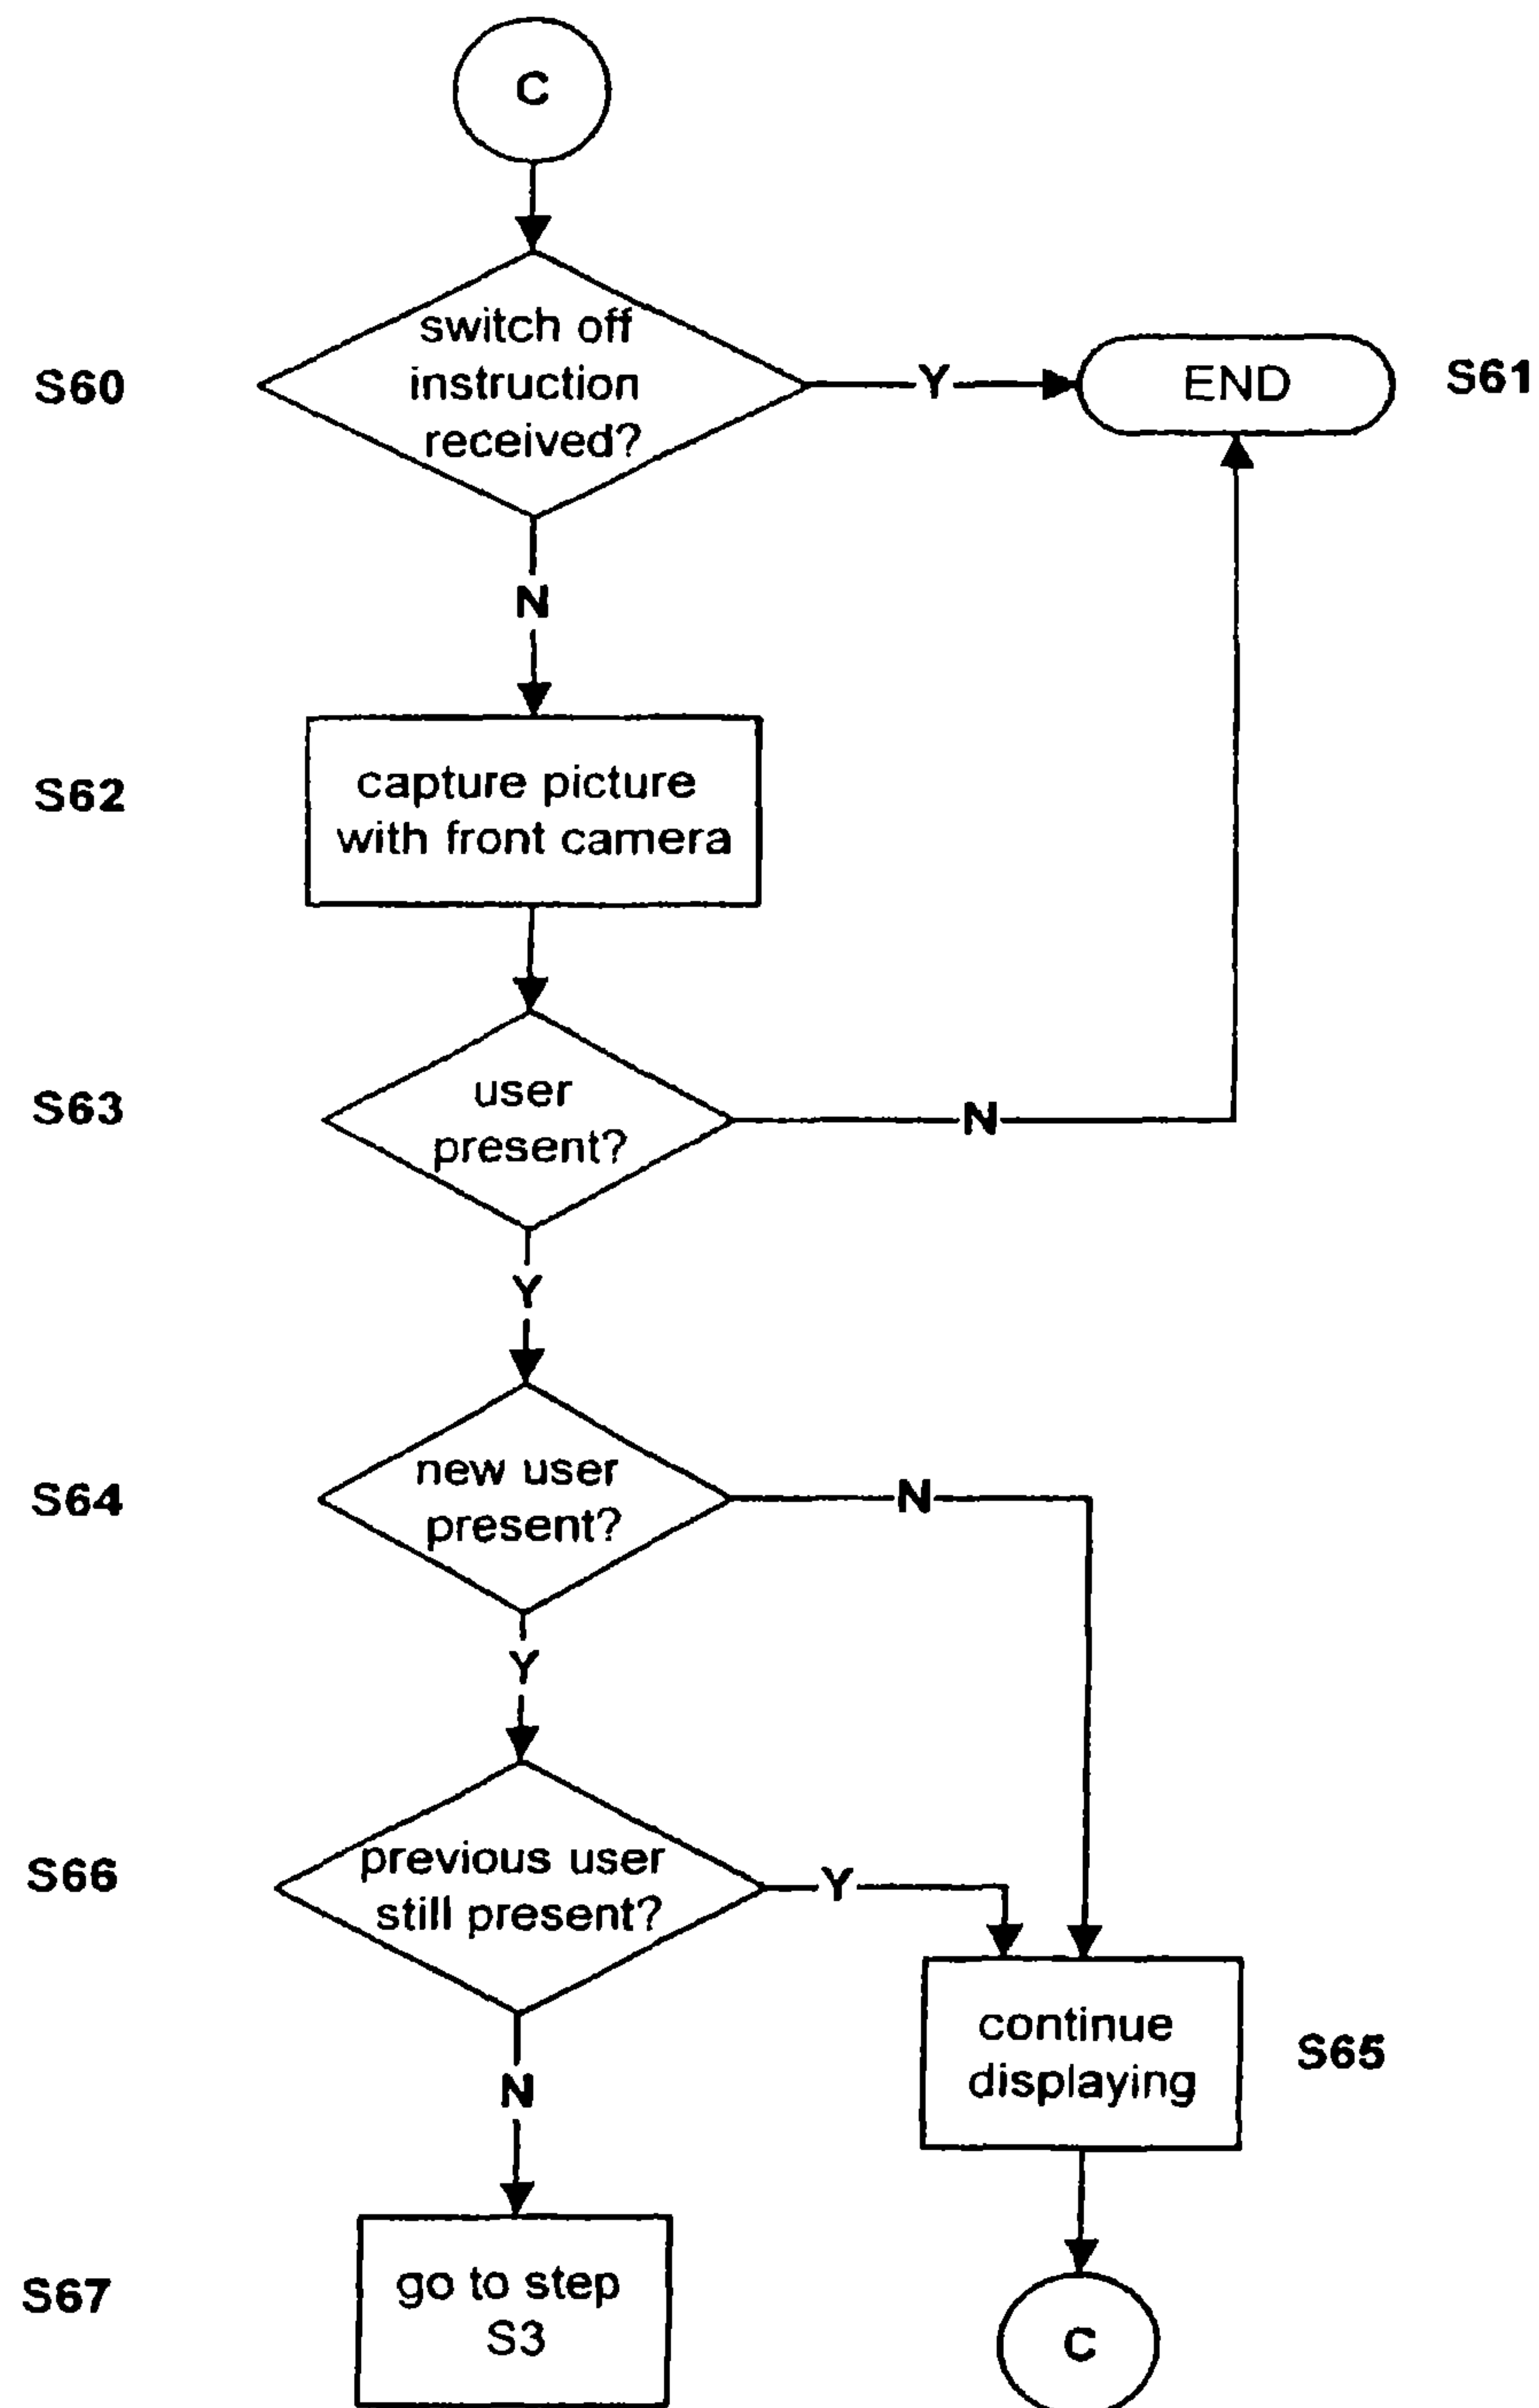 C
switch off
instruction
received?
S60
Y
END
S61
N
capture picture
with front camera
S62
user
present?
S63
N
Y
new user
present?
S64
N
Y
previous user
still present?
S66
Y
continue
displaying
S65
N
go to step
S3
S67
C